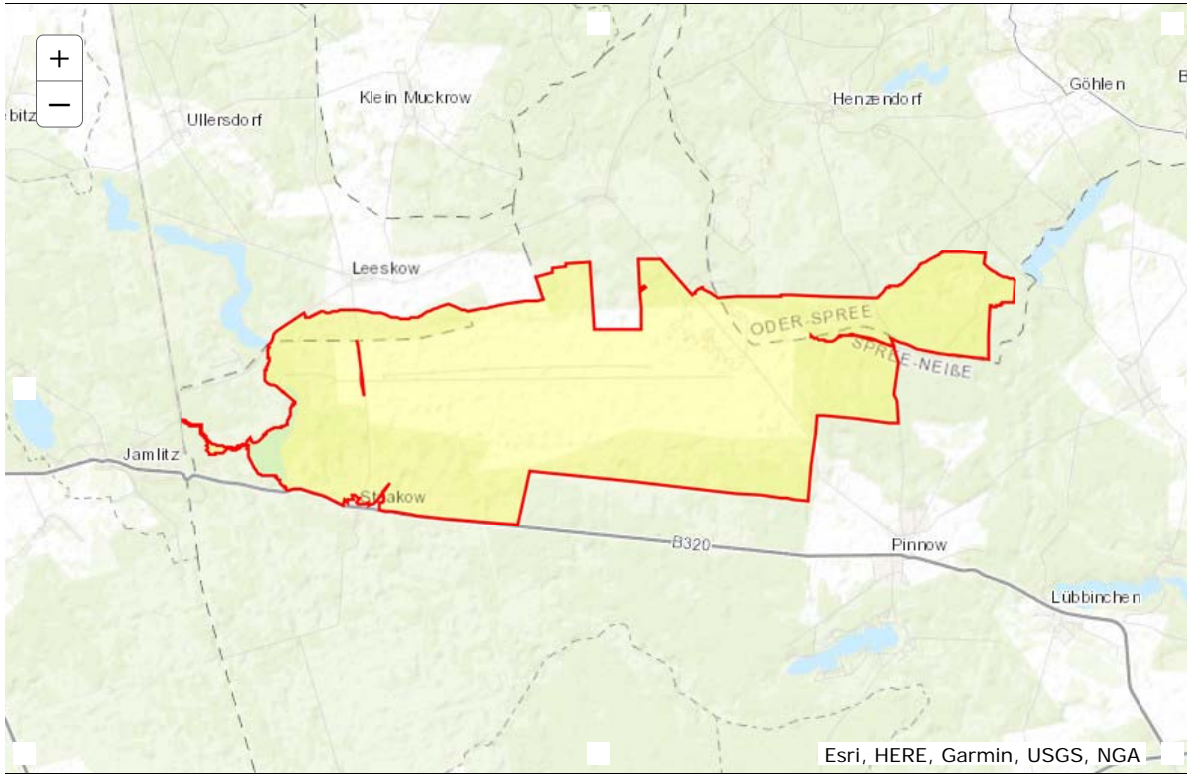 +
Klein Muckrow
Henzendorf
Göhlen
B
ebitz
Ullersdorf
−
Leeskow
ODER-SPREE
SPREE-NEIßE
Jamlitz
Staakow
B320
Pinnow
Lübbinchen
Esri, HERE, Garmin, USGS, NGA